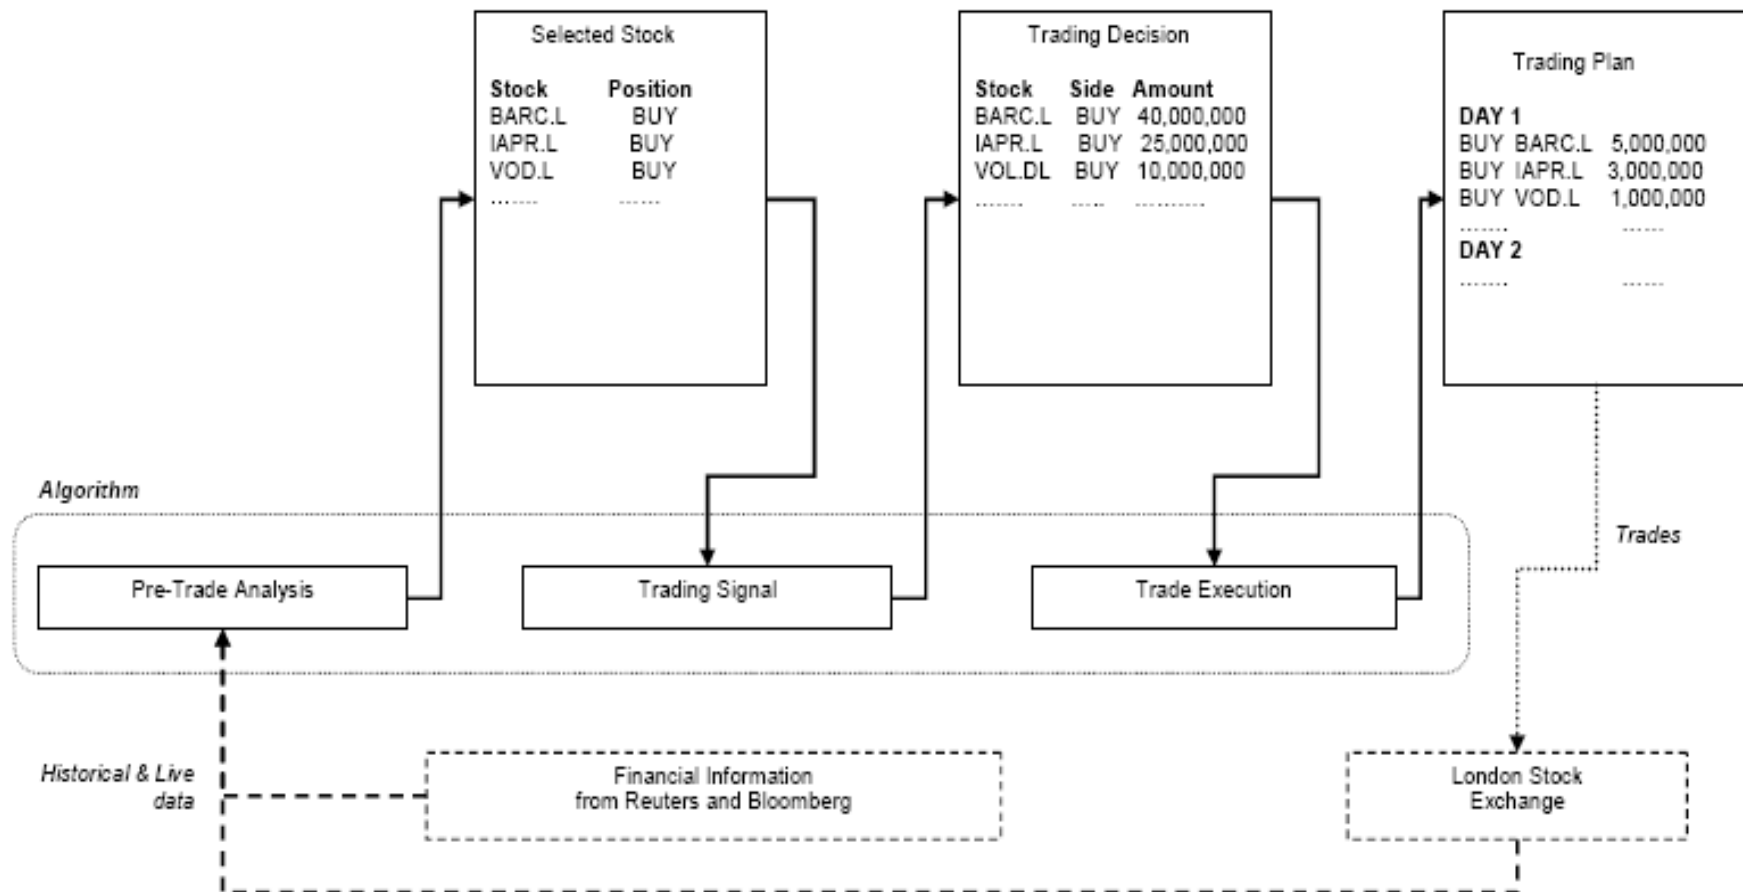 Selected Stock
Stock Position
BARC.L BUY
IAPR.L BUY
VOD.L BUY
....... ......
Trading Decision
Stock Side Amount
BARC.L BUY 40,000,000
IAPR.L BUY 25,000,000
VOL.DL BUY 10,000,000
....... ..... ..........
Trading Plan
DAY 1
BUY BARC.L 5,000,000
BUY IAPR.L 3,000,000
BUY VOD.L 1,000,000
....... ......
DAY 2
....... ......
Algorithm
Pre-Trade Analysis
Trading Signal
Trade Execution
Trades
Historical & Live
data
Financial Information
from Reuters and Bloomberg
London Stock
Exchange